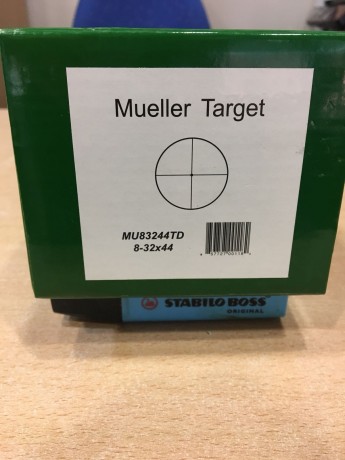 Mueller Target
MU83244TD
8-32x44
STABILO BOSS
ORIGINAL